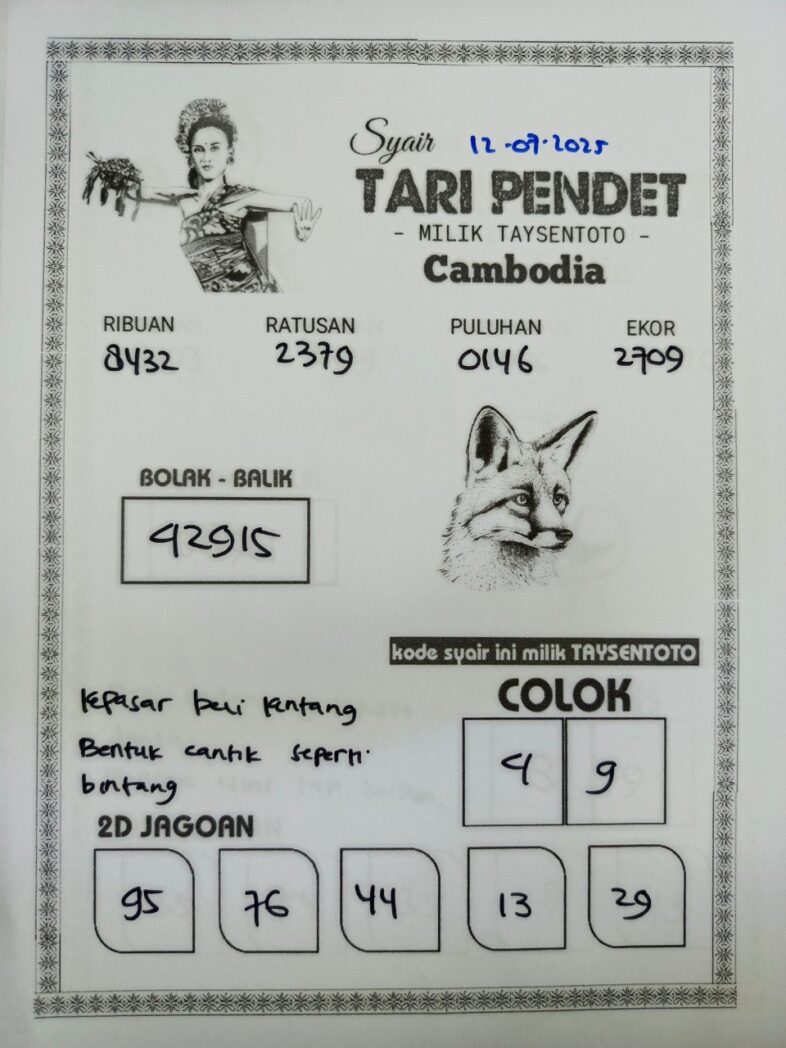 Syair 12-09-2025
TARI PENDET
- MILIK TAYSENTOTO -
Cambodia
RIBUAN RATUSAN PULUHAN EKOR
8432 2379 0146 2709
BOLAK - BALIK
42915
kode syair ini milik TAYSENTOTO
COLOK
4 9
kepasar beli kentang
Bentuk cantik seperti
bintang
2D JAGOAN
95 76 44 13 29